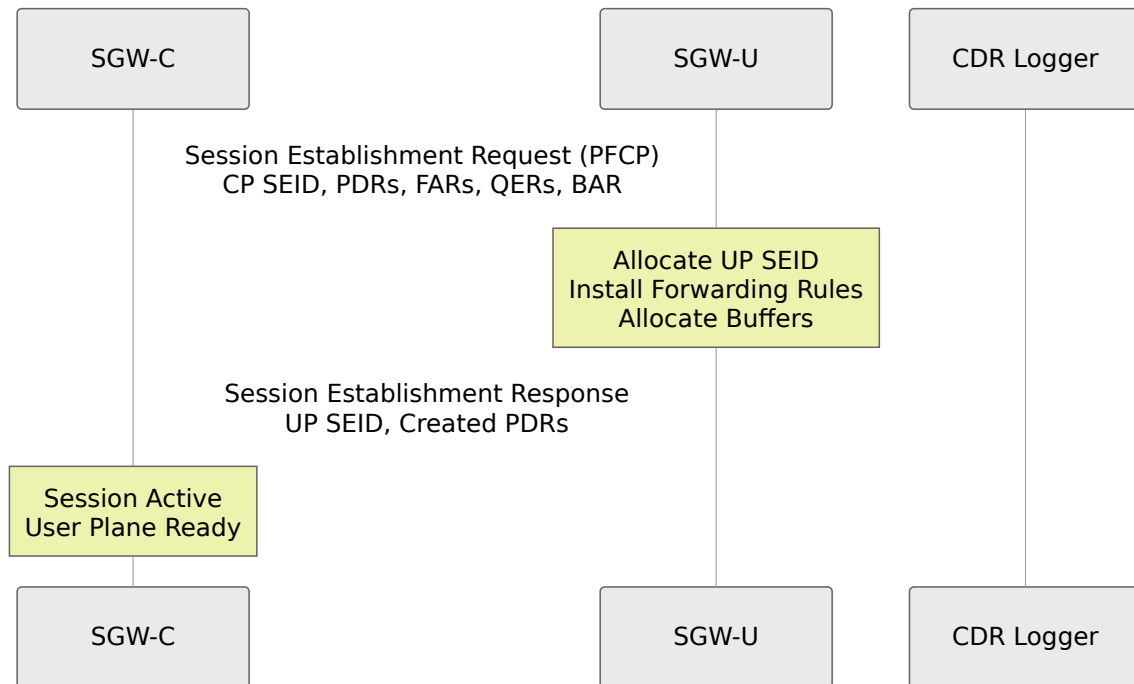 SGW-C
SGW-U
CDR Logger
Session Establishment Request (PFCP)
CP SEID, PDRs, FARs, QERs, BAR
Allocate UP SEID
Install Forwarding Rules
Allocate Buffers
Session Establishment Response
UP SEID, Created PDRs
Session Active
User Plane Ready
SGW-C
SGW-U
CDR Logger